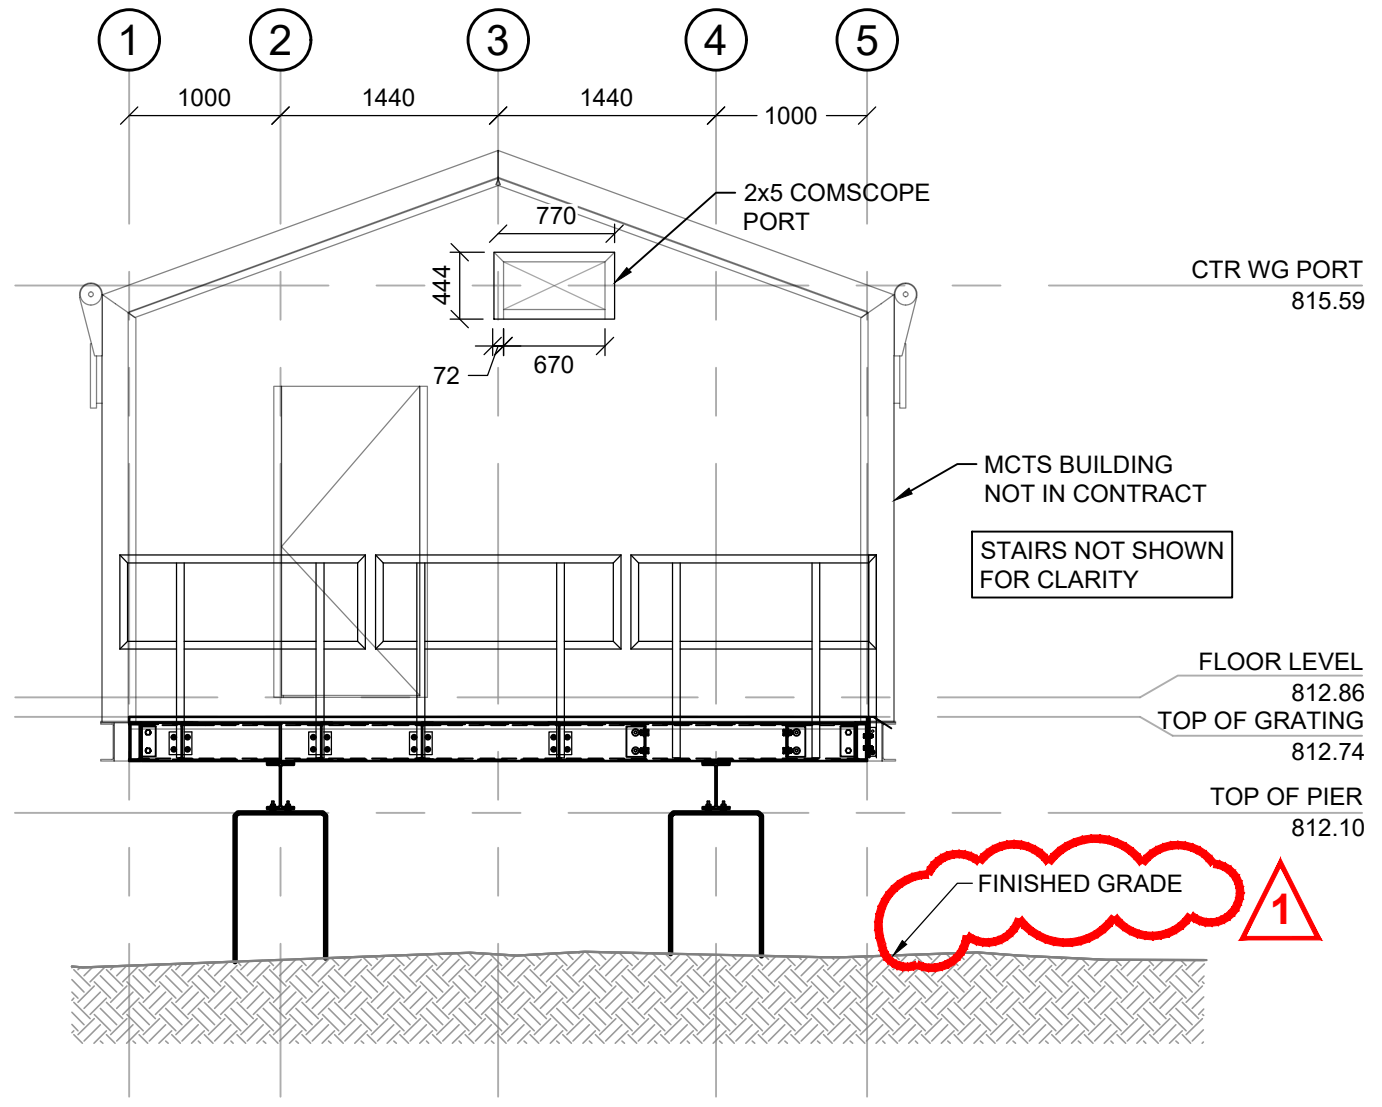 1 2 3 4 5
1000 1440 1440 1000
2x5 COMSCOPE
PORT
770
444
72
670
CTR WG PORT
815.59
MCTS BUILDING
NOT IN CONTRACT
STAIRS NOT SHOWN
FOR CLARITY
FLOOR LEVEL
812.86
TOP OF GRATING
812.74
TOP OF PIER
812.10
FINISHED GRADE
1